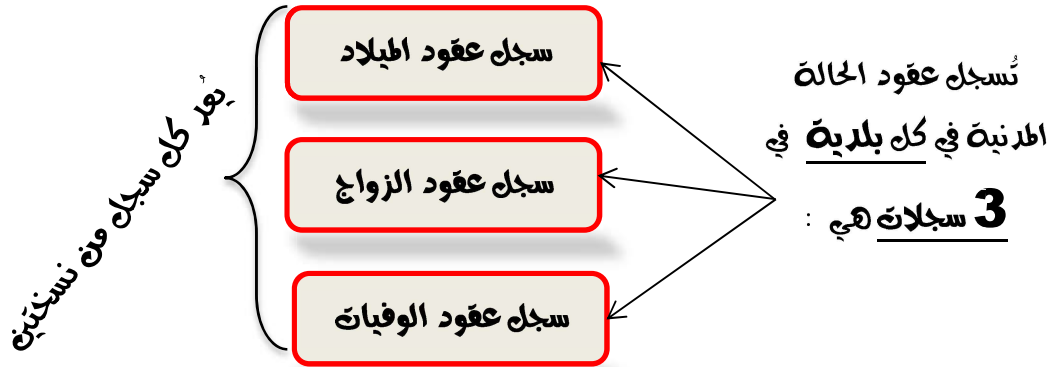 تُسجل عقود الحالة
المدنية في كل بلدية في
3 سجلات هي :
سجل عقود الميلاد
سجل عقود الزواج
سجل عقود الوفيات
يُعد كل سجل من نسختين